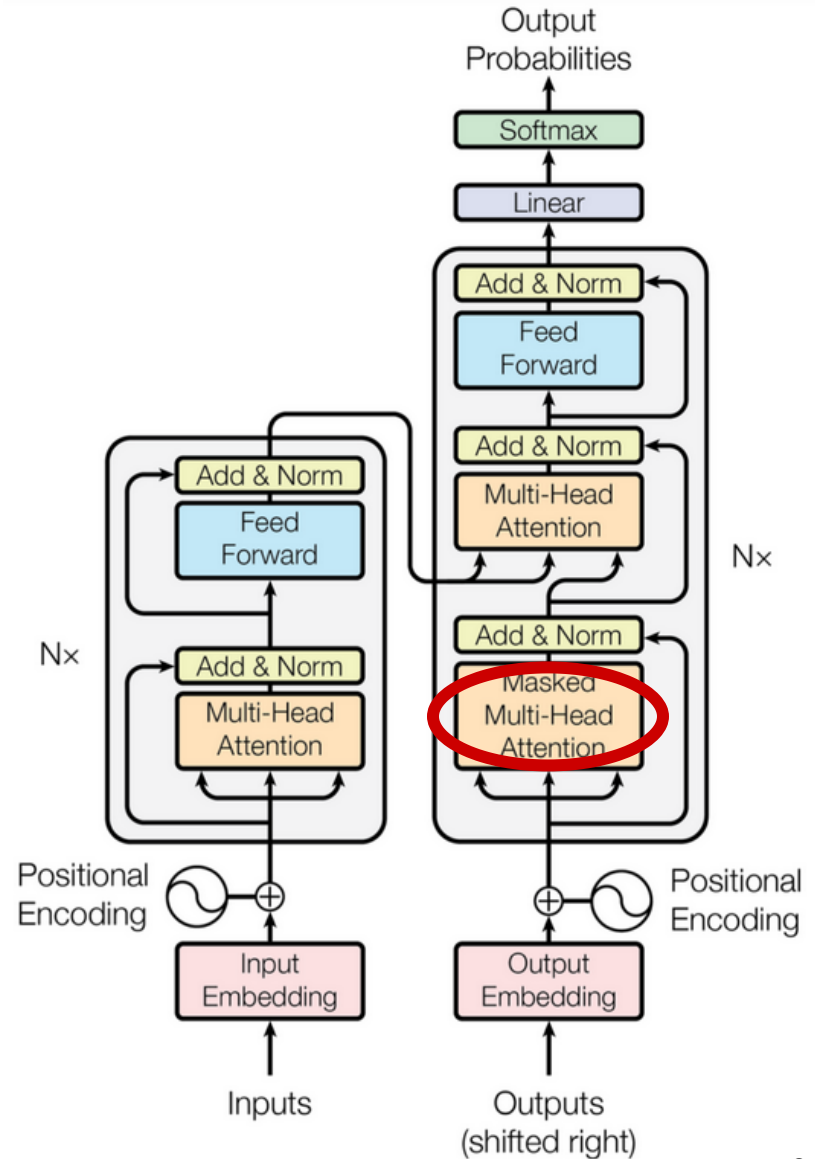 Output
Probabilities
Softmax
Linear
Add & Norm
Feed
Forward
Add & Norm
Multi-Head
Attention
Nx
Add & Norm
Masked
Multi-Head
Attention
Add & Norm
Feed
Forward
Nx
Add & Norm
Multi-Head
Attention
Positional
Encoding
Positional
Encoding
Input
Embedding
Output
Embedding
Inputs
Outputs
(shifted right)